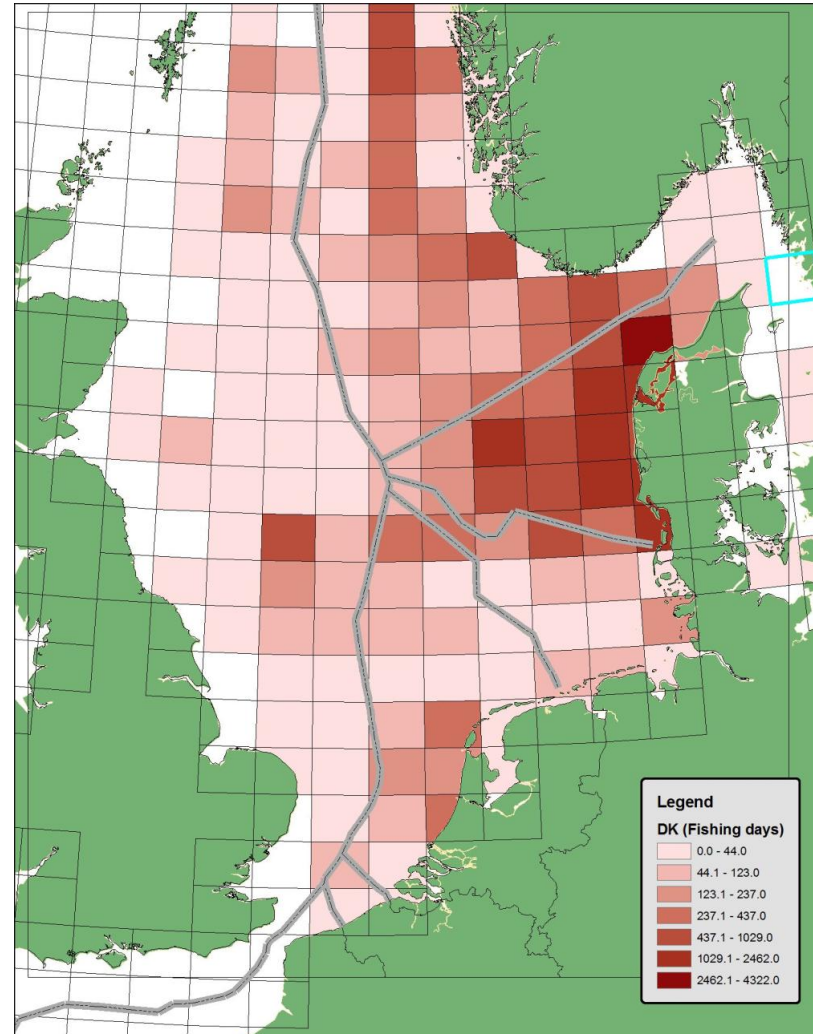 Legend
DK (Fishing days)
0.0 - 44.0
44.1 - 123.0
123.1 - 237.0
237.1 - 437.0
437.1 - 1029.0
1029.1 - 2462.0
2462.1 - 4322.0